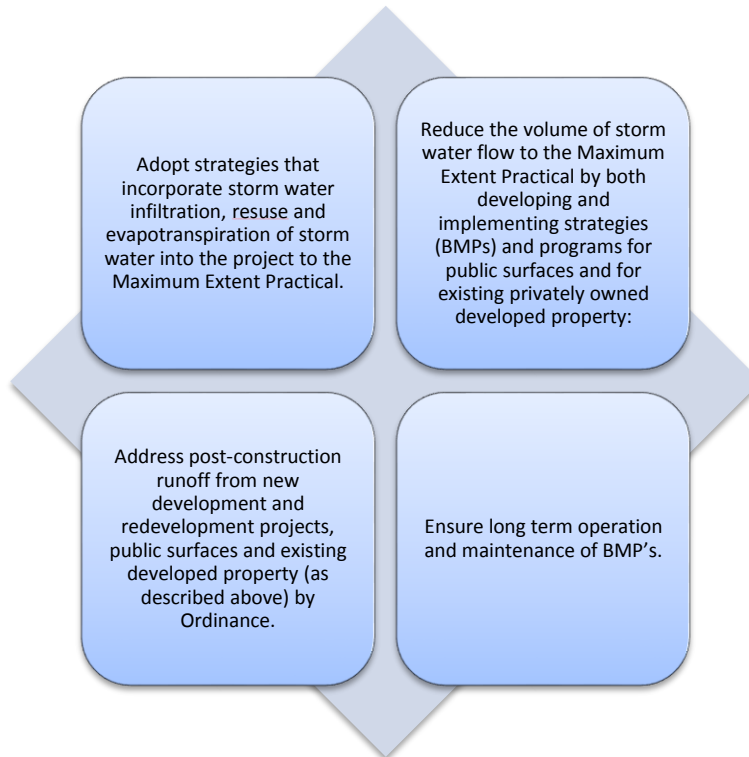 Adopt strategies that
incorporate storm water
infiltration, resuse and
evapotranspiration of storm
water into the project to the
Maximum Extent Practical.
Reduce the volume of storm
water flow to the Maximum
Extent Practical by both
developing and
implementing strategies
(BMPs) and programs for
public surfaces and for
existing privately owned
developed property:
Address post-construction
runoff from new
development and
redevelopment projects,
public surfaces and existing
developed property (as
described above) by
Ordinance.
Ensure long term operation
and maintenance of BMP’s.